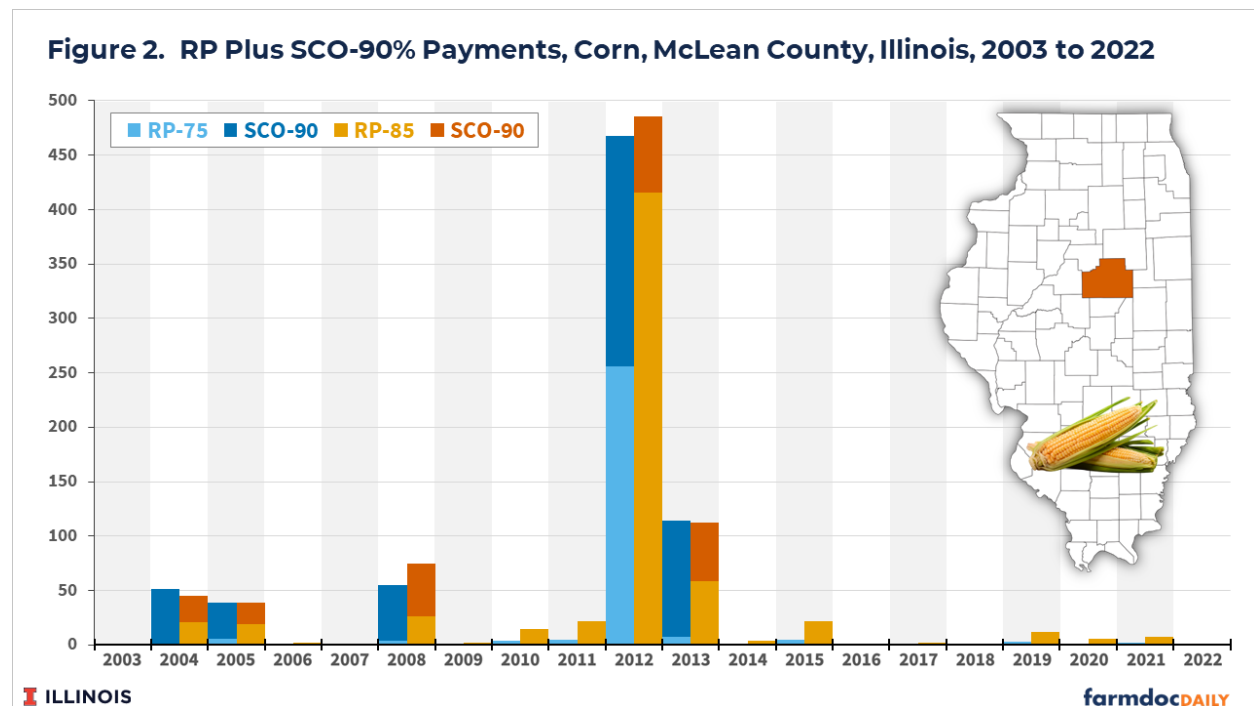 Figure 2. RP Plus SCO-90% Payments, Corn, McLean County, Illinois, 2003 to 2022
500
RP-75 SCO-90 RP-85 SCO-90
450
400
350
300
250
200
150
100
50
0
2003 2004 2005 2006 2007 2008 2009 2010 2011 2012 2013 2014 2015 2016 2017 2018 2019 2020 2021 2022
I ILLINOIS
farmdocDAILY